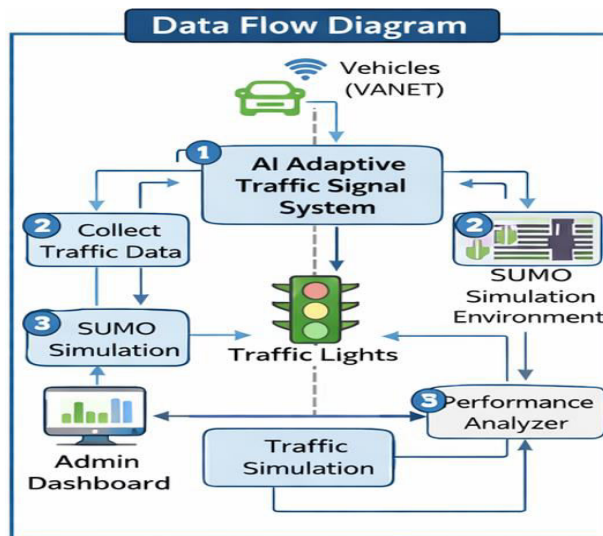 Data Flow Diagram
Vehicles
(VANET)
1
AI Adaptive
Traffic Signal
System
2
Collect
Traffic Data
2
SUMO
Simulation
Environment
3
SUMO
Simulation
Traffic Lights
3
Performance
Analyzer
Admin
Dashboard
Traffic
Simulation